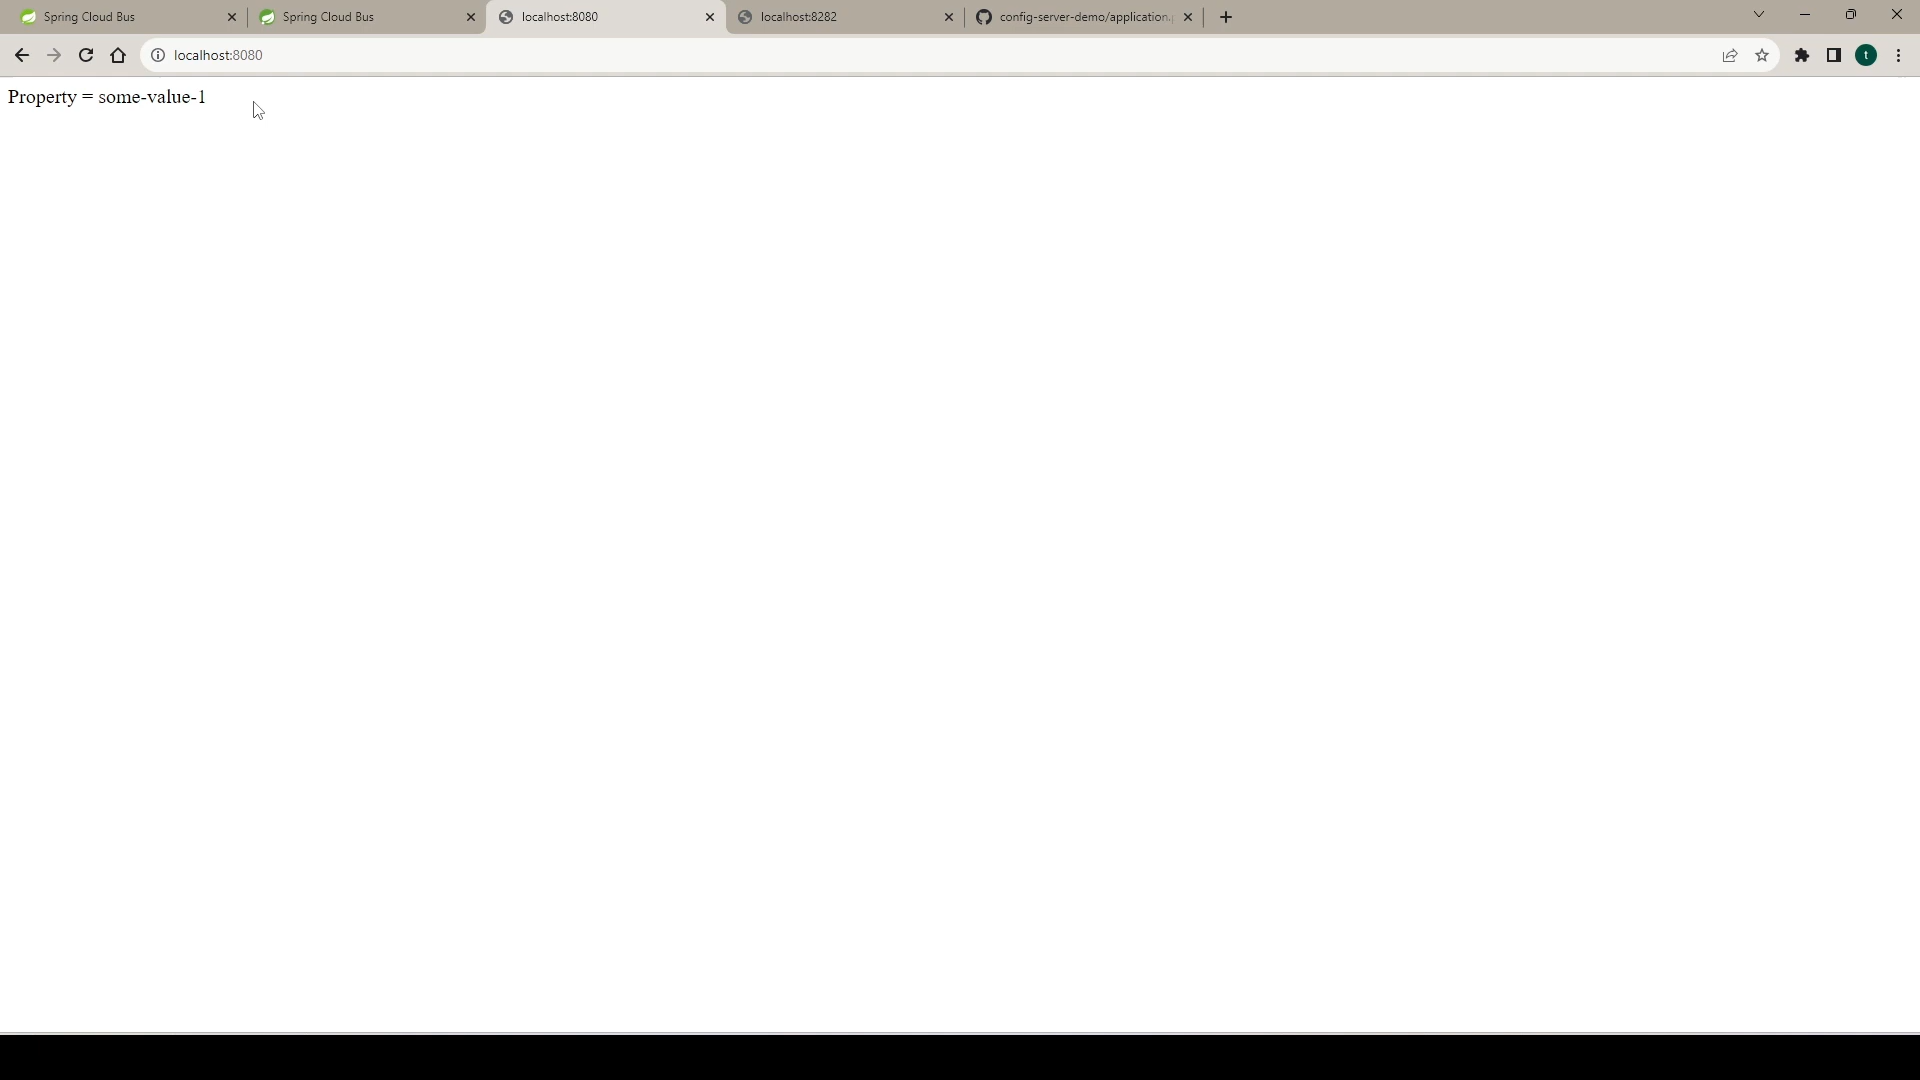 Spring Cloud Bus
Spring Cloud Bus
localhost:8080
localhost:8282
config-server-demo/application.
localhost:8080
t
Property = some-value-1